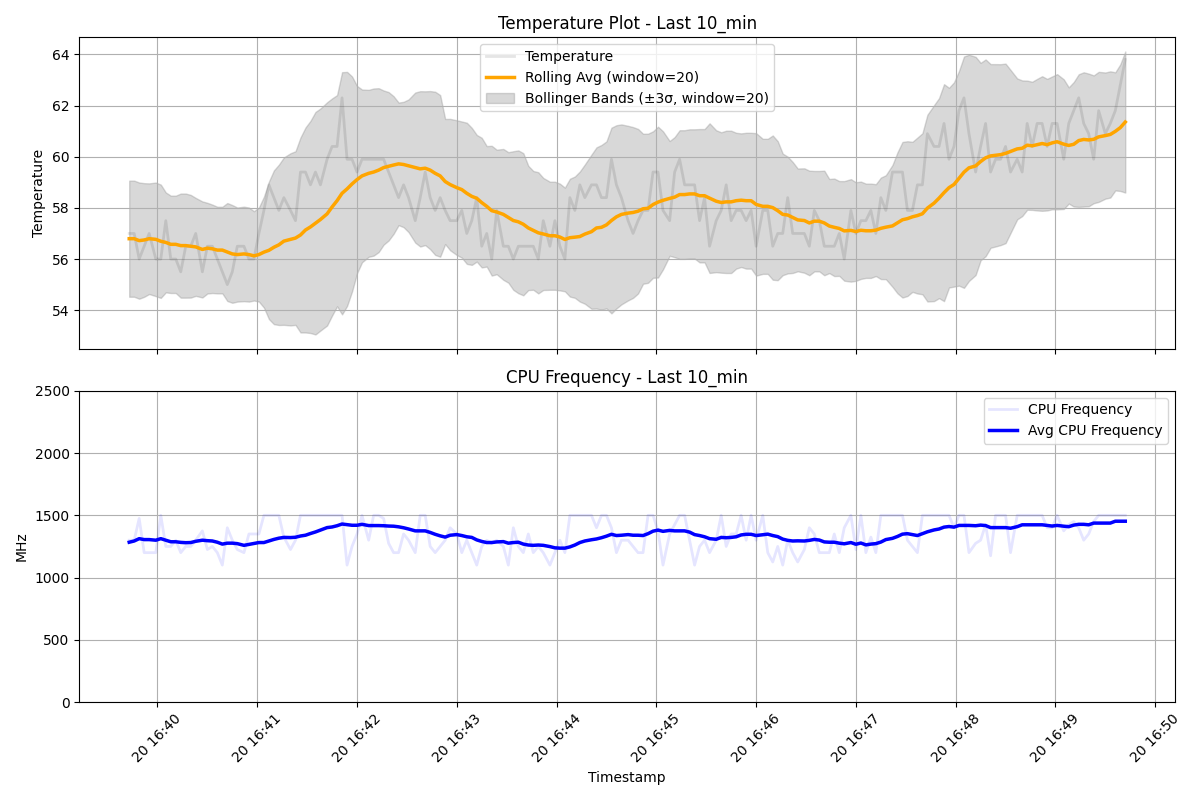 Temperature Plot - Last 10_min
Temperature
Rolling Avg (window=20)
Bollinger Bands (±3σ, window=20)
64
62
60
58
56
54
Temperature
CPU Frequency - Last 10_min
CPU Frequency
Avg CPU Frequency
2500
2000
1500
1000
500
0
MHz
20 16:40
20 16:41
20 16:42
20 16:43
20 16:44
20 16:45
20 16:46
20 16:47
20 16:48
20 16:49
20 16:50
Timestamp